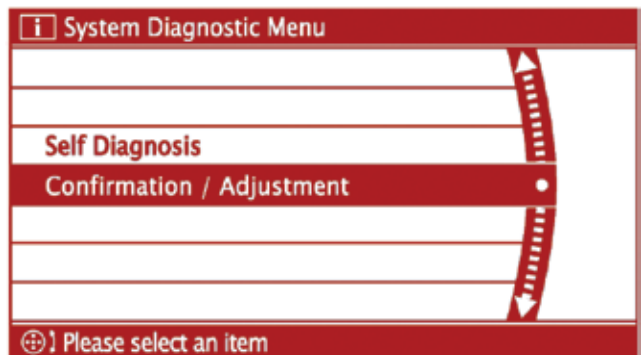 i System Diagnostic Menu
Self Diagnosis
Confirmation / Adjustment
Please select an item